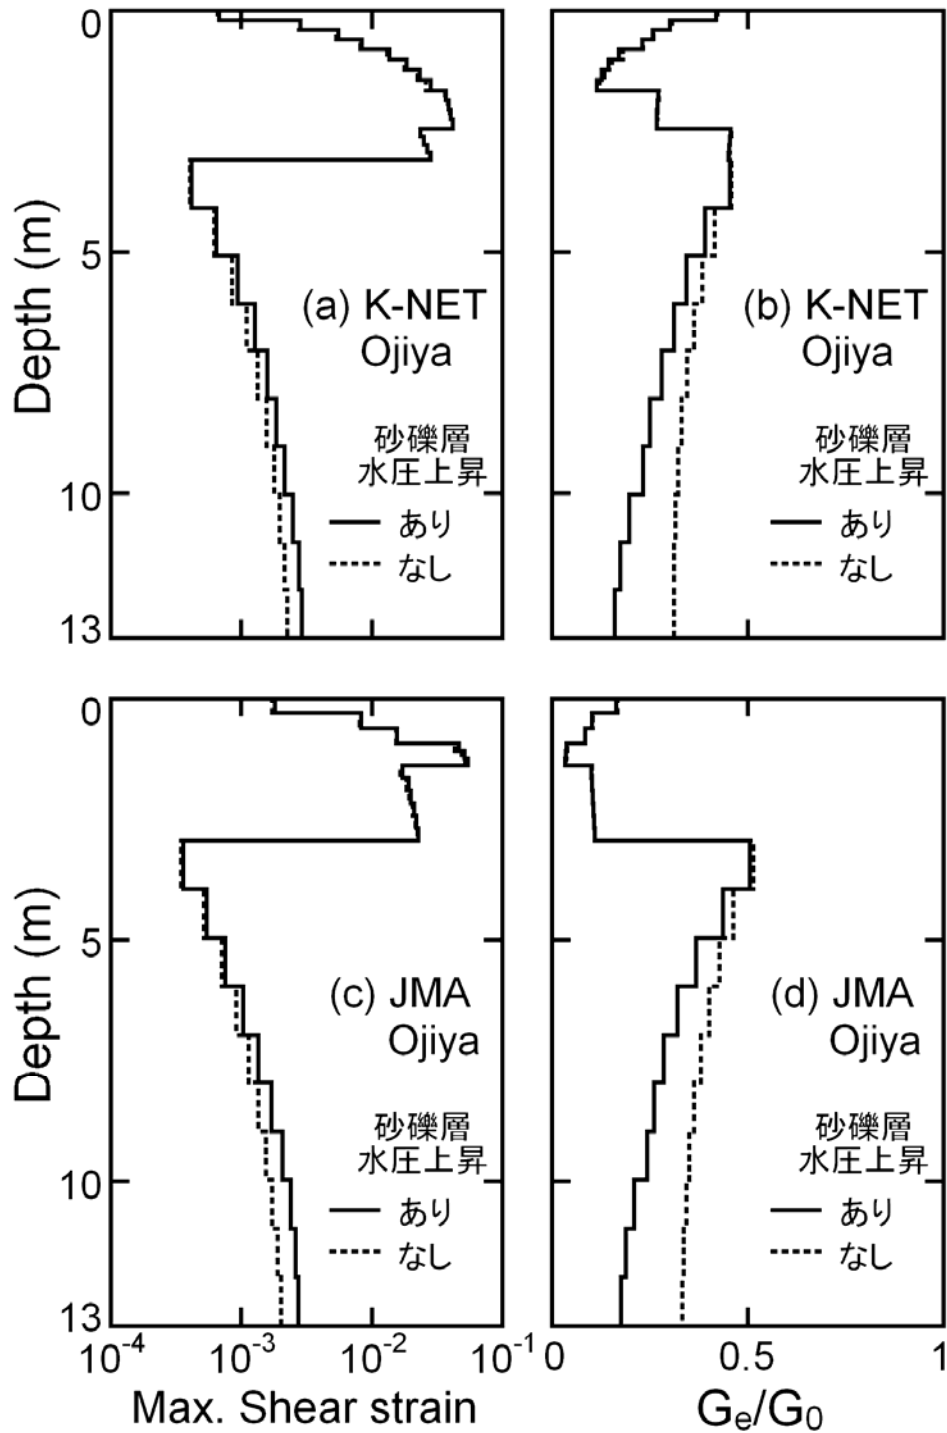 0
5
10
13
Depth (m)
(a) K-NET
Ojiya
砂礫層
水圧上昇
あり
なし
(b) K-NET
Ojiya
砂礫層
水圧上昇
あり
なし
0
5
10
13
Depth (m)
(c) JMA
Ojiya
砂礫層
水圧上昇
あり
なし
(d) JMA
Ojiya
砂礫層
水圧上昇
あり
なし
10-4 10-3 10-2 10-1
Max. Shear strain
0 0.5 1
Ge/G0